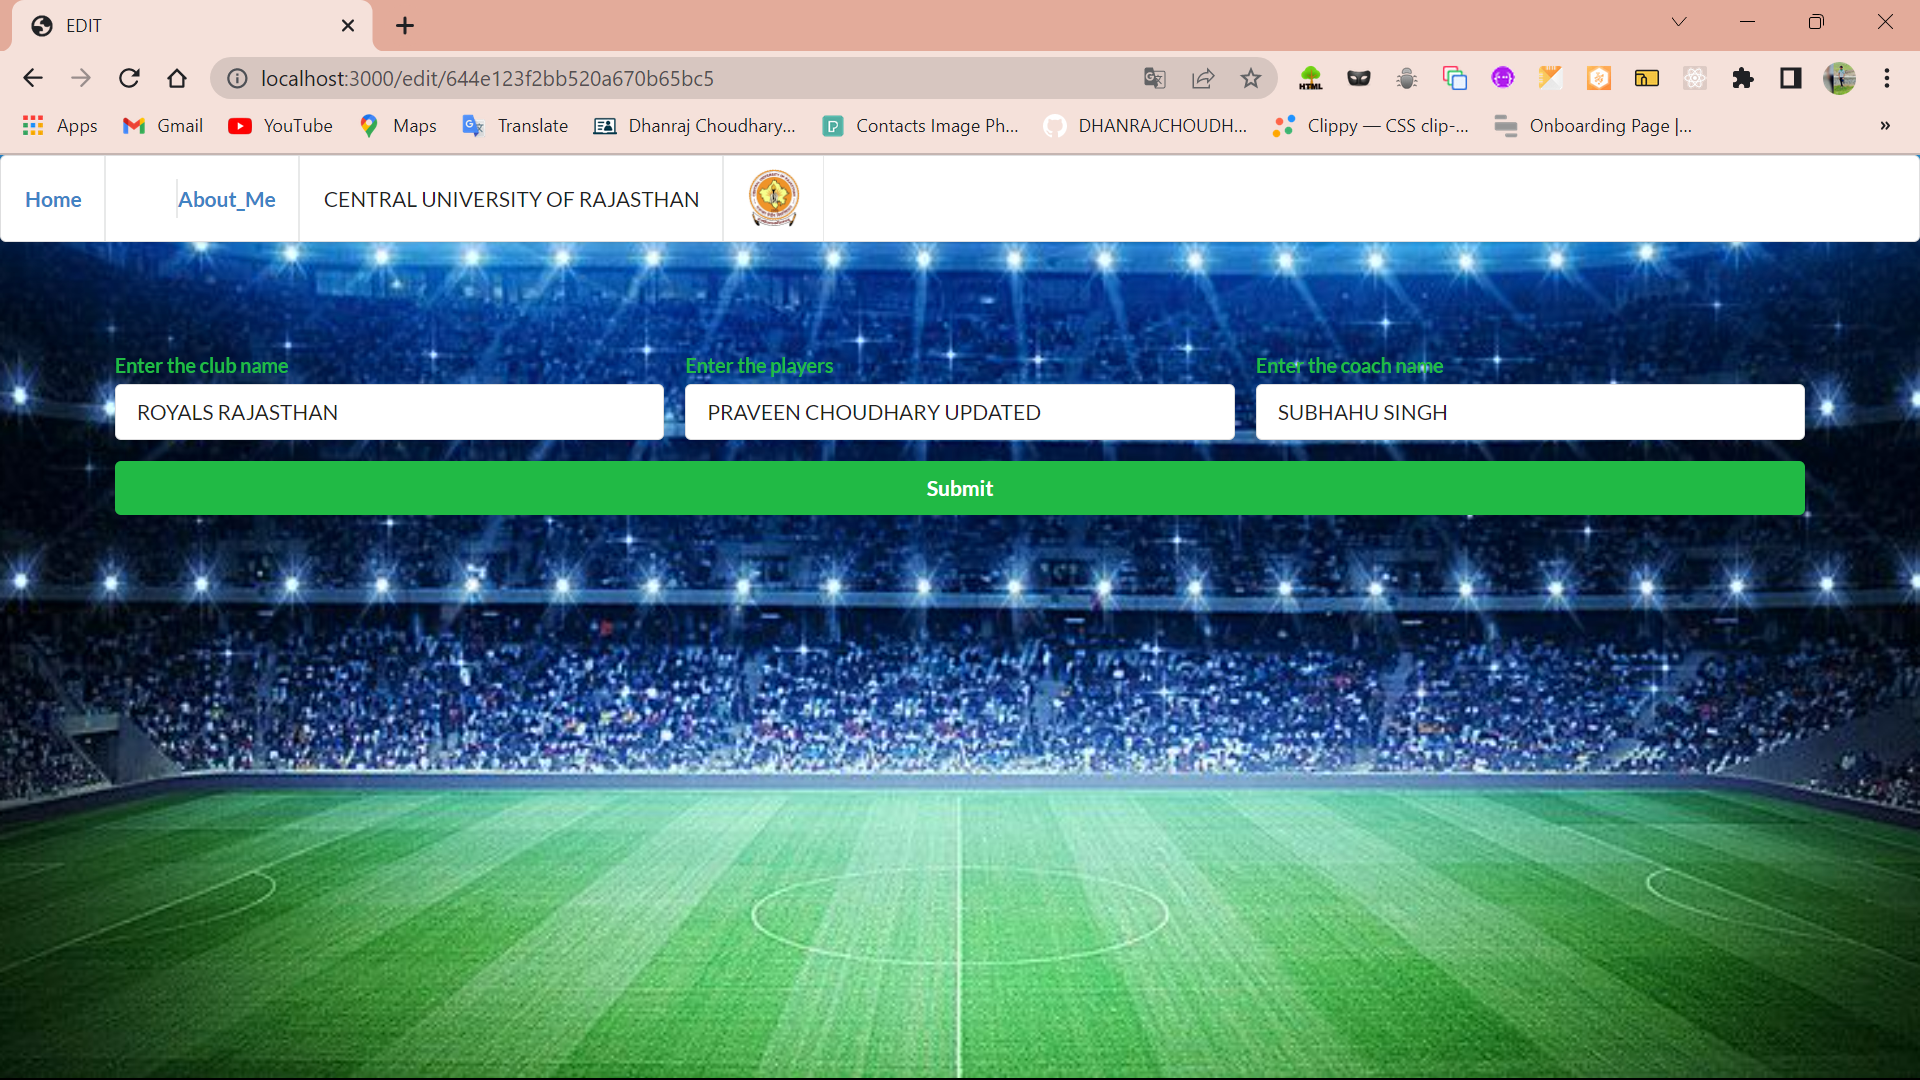 EDIT
localhost:3000/edit/644e123f2bb520a670b65bc5
HTML
Apps
Gmail
YouTube
Maps
Translate
Dhanraj Choudhary...
Contacts Image Ph...
DHANRAJCHOUDH...
Clippy — CSS clip-...
Onboarding Page |...
»
Home
About_Me
CENTRAL UNIVERSITY OF RAJASTHAN
Enter the club name
Enter the players
Enter the coach name
ROYALS RAJASTHAN
PRAVEEN CHOUDHARY UPDATED
SUBHAHU SINGH
Submit